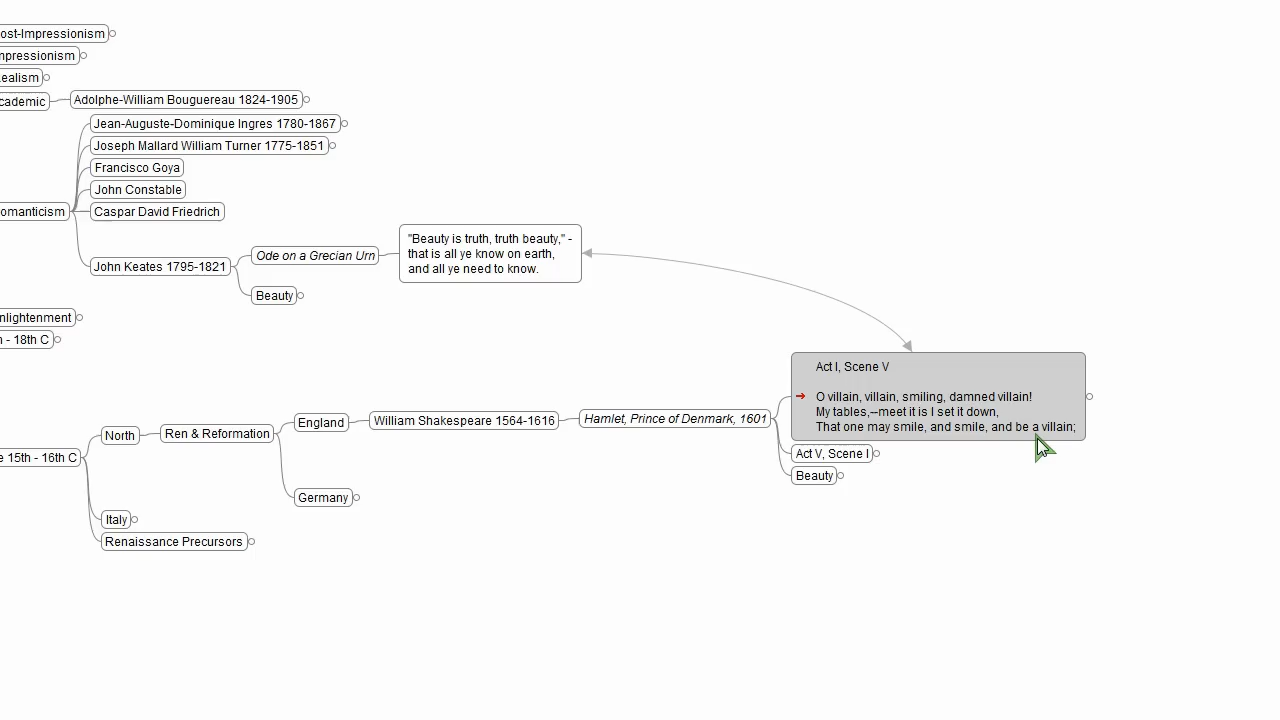 ost-Impressionism
npressionism
ealism
cademic
Adolphe-William Bouguereau 1824-1905
Jean-Auguste-Dominique Ingres 1780-1867
Joseph Mallard William Turner 1775-1851
Francisco Goya
John Constable
omanticism
Caspar David Friedrich
"Beauty is truth, truth beauty," -
that is all ye know on earth,
and all ye need to know.
Ode on a Grecian Urn
John Keates 1795-1821
Beauty
nlightenment
n - 18th C
Act I, Scene V
O villain, villain, smiling, damned villain!
My tables,--meet it is I set it down,
That one may smile, and smile, and be a villain;
Hamlet, Prince of Denmark, 1601
William Shakespeare 1564-1616
England
Ren & Reformation
North
e 15th - 16th C
Act V, Scene I
Beauty
Germany
Italy
Renaissance Precursors